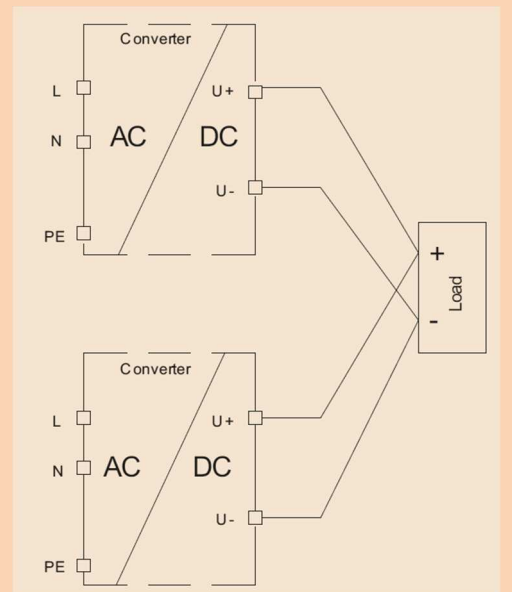 Converter
L
U+
N
AC
DC
U-
PE
+
Load
-
Converter
L
U+
N
AC
DC
U-
PE